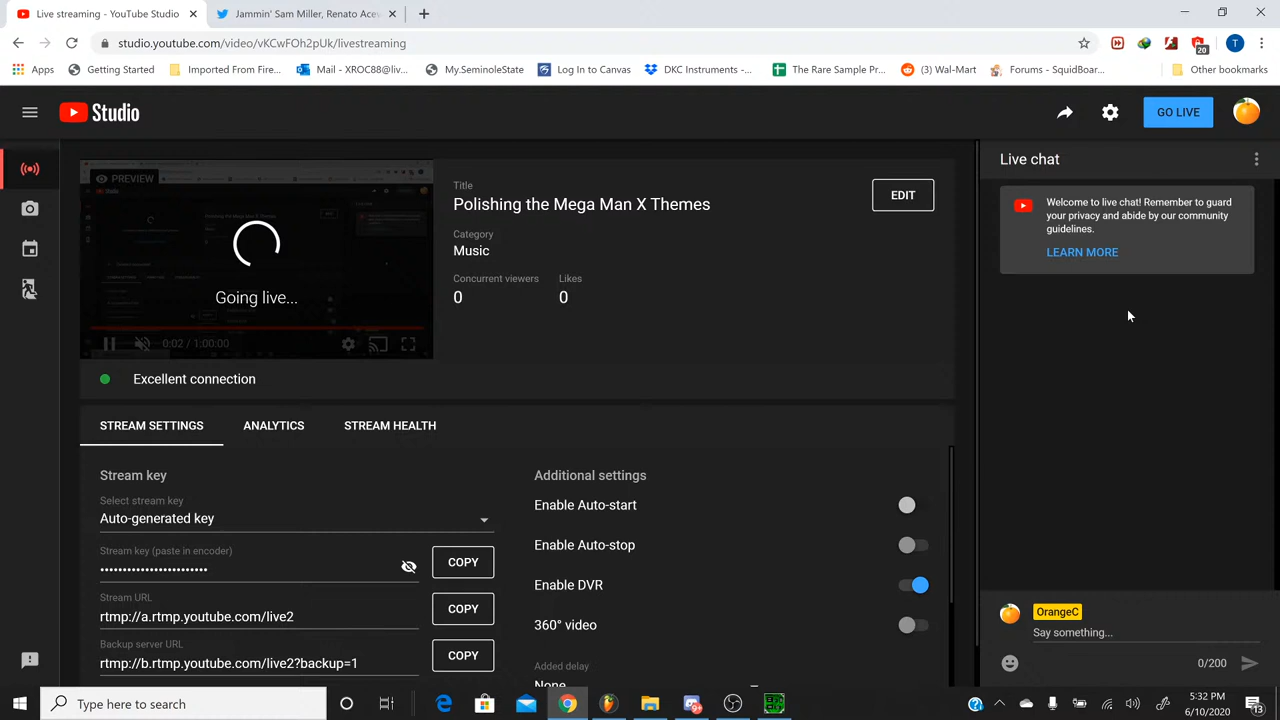 Live streaming - YouTube Studio
Jammin' Sam Miller, Renato Acev
studio.youtube.com/video/vKCwFOh2pUk/livestreaming
20
T
Apps
Getting Started
Imported From Fire...
Mail - XROC88@liv...
My.SeminoleState
Log In to Canvas
DKC Instruments -...
The Rare Sample Pr...
(3) Wal-Mart
Forums - SquidBoar...
Other bookmarks
Studio
GO LIVE
PREVIEW
Going live...
0:02 / 1:00:00
Title
Polishing the Mega Man X Themes
EDIT
Category
Music
Concurrent viewers
Likes
0
0
Excellent connection
STREAM SETTINGS
ANALYTICS
STREAM HEALTH
Stream key
Select stream key
Auto-generated key
Stream key (paste in encoder)
••••••••••••••••••••••••
COPY
Stream URL
rtmp://a.rtmp.youtube.com/live2
COPY
Backup server URL
rtmp://b.rtmp.youtube.com/live2?backup=1
COPY
Additional settings
Enable Auto-start
Enable Auto-stop
Enable DVR
360° video
Added delay
None
Live chat
Welcome to live chat! Remember to guard
your privacy and abide by our community
guidelines.
LEARN MORE
OrangeC
Say something...
0/200
Type here to search
5:32 PM
6/10/2020
13